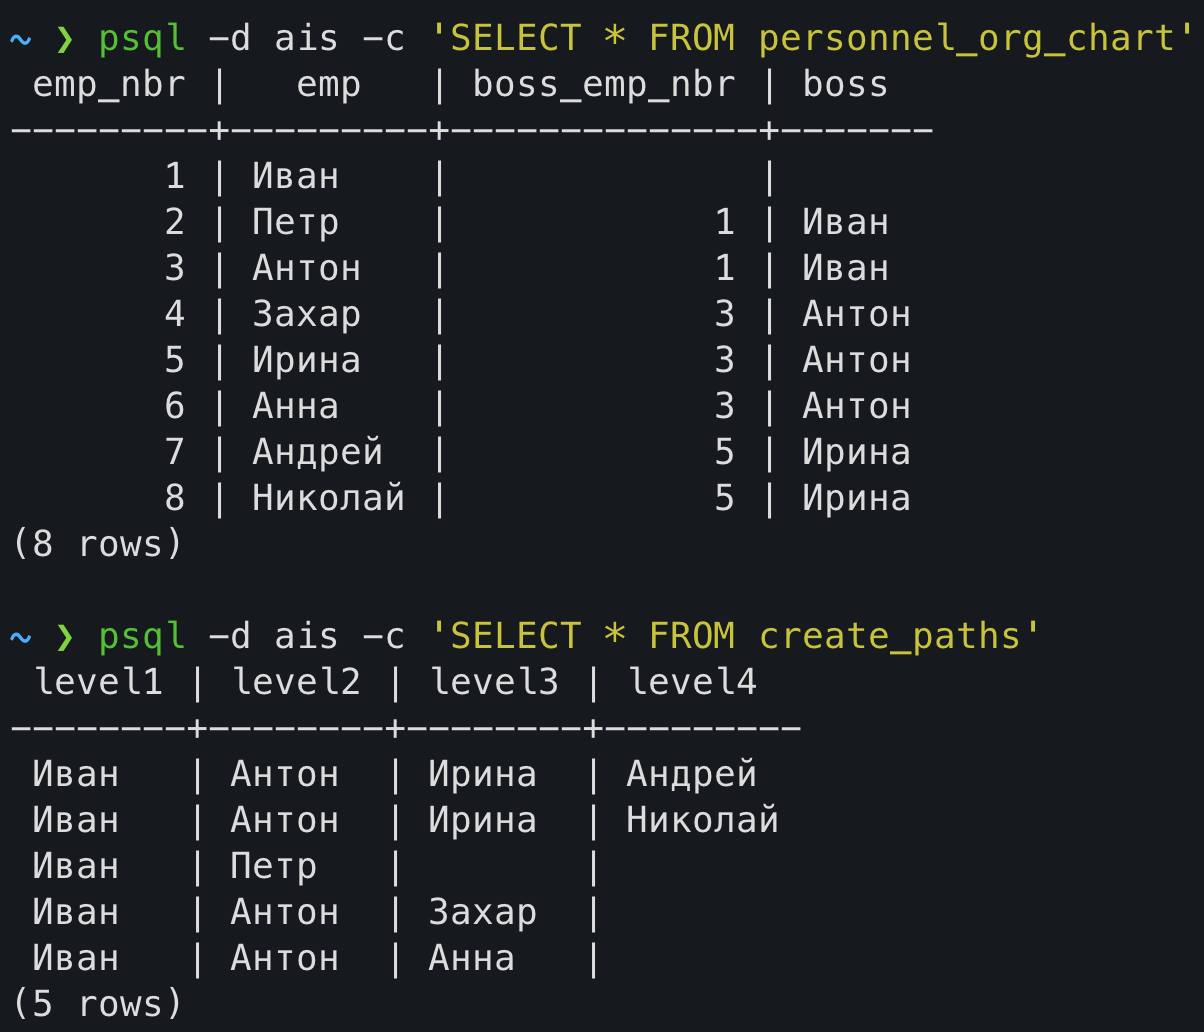 ~ ❯ psql -d ais -c 'SELECT * FROM personnel_org_chart'
 emp_nbr |   emp   | boss_emp_nbr | boss
---------+---------+--------------+-------
       1 | Иван    |              |
       2 | Петр    |            1 | Иван
       3 | Антон   |            1 | Иван
       4 | Захар   |            3 | Антон
       5 | Ирина   |            3 | Антон
       6 | Анна    |            3 | Антон
       7 | Андрей  |            5 | Ирина
       8 | Николай |            5 | Ирина
(8 rows)
~ ❯ psql -d ais -c 'SELECT * FROM create_paths'
 level1 | level2 | level3 | level4
--------+--------+--------+---------
 Иван   | Антон  | Ирина  | Андрей
 Иван   | Антон  | Ирина  | Николай
 Иван   | Петр   |        |
 Иван   | Антон  | Захар  |
 Иван   | Антон  | Анна   |
(5 rows)